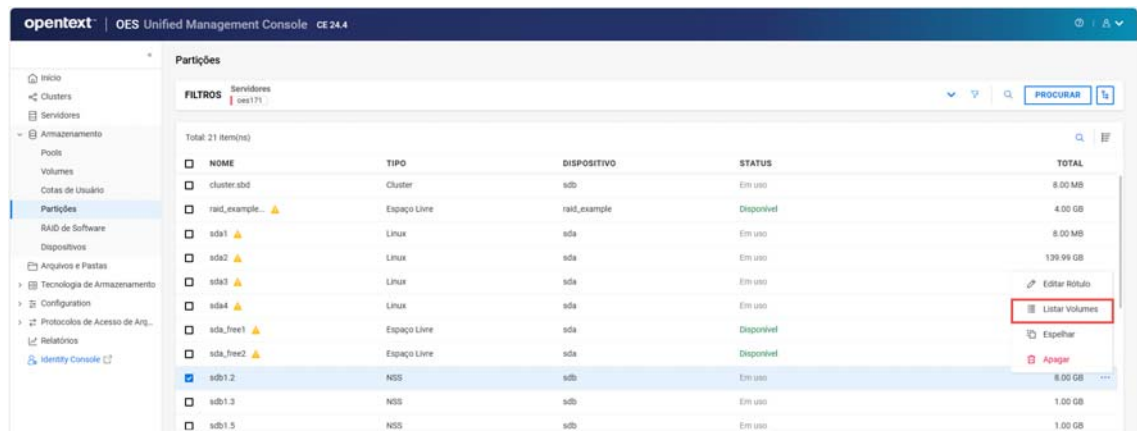 opentext™ | OES Unified Management Console CE 24.4
Partições
Início
Clusters
Servidores
Armazenamento
Pools
Volumes
Cotas de Usuário
Partições
RAID de Software
Dispositivos
Arquivos e Pastas
Tecnologia de Armazenamento
Configuration
Protocolos de Acesso de Arq...
Relatórios
Identity Console
FILTROS Servidores
oes171
PROCURAR
Total: 21 item(ns)
NOME TIPO DISPOSITIVO STATUS TOTAL
cluster.sbd Cluster sdb Em uso 8.00 MB
raid_example... Espaço Livre raid_example Disponível 4.00 GB
sda1 Linux sda Em uso 8.00 MB
sda2 Linux sda Em uso 139.99 GB
sda3 Linux sda Em uso
sda4 Linux sda Em uso
sda_free1 Espaço Livre sda Disponível
sda_free2 Espaço Livre sda Disponível
sdb1.2 NSS sdb Em uso 8.00 GB ...
sdb1.3 NSS sdb Em uso 1.00 GB
sdb1.5 NSS sdb Em uso 1.00 GB
Editar Rótulo
Listar Volumes
Espelhar
Apagar